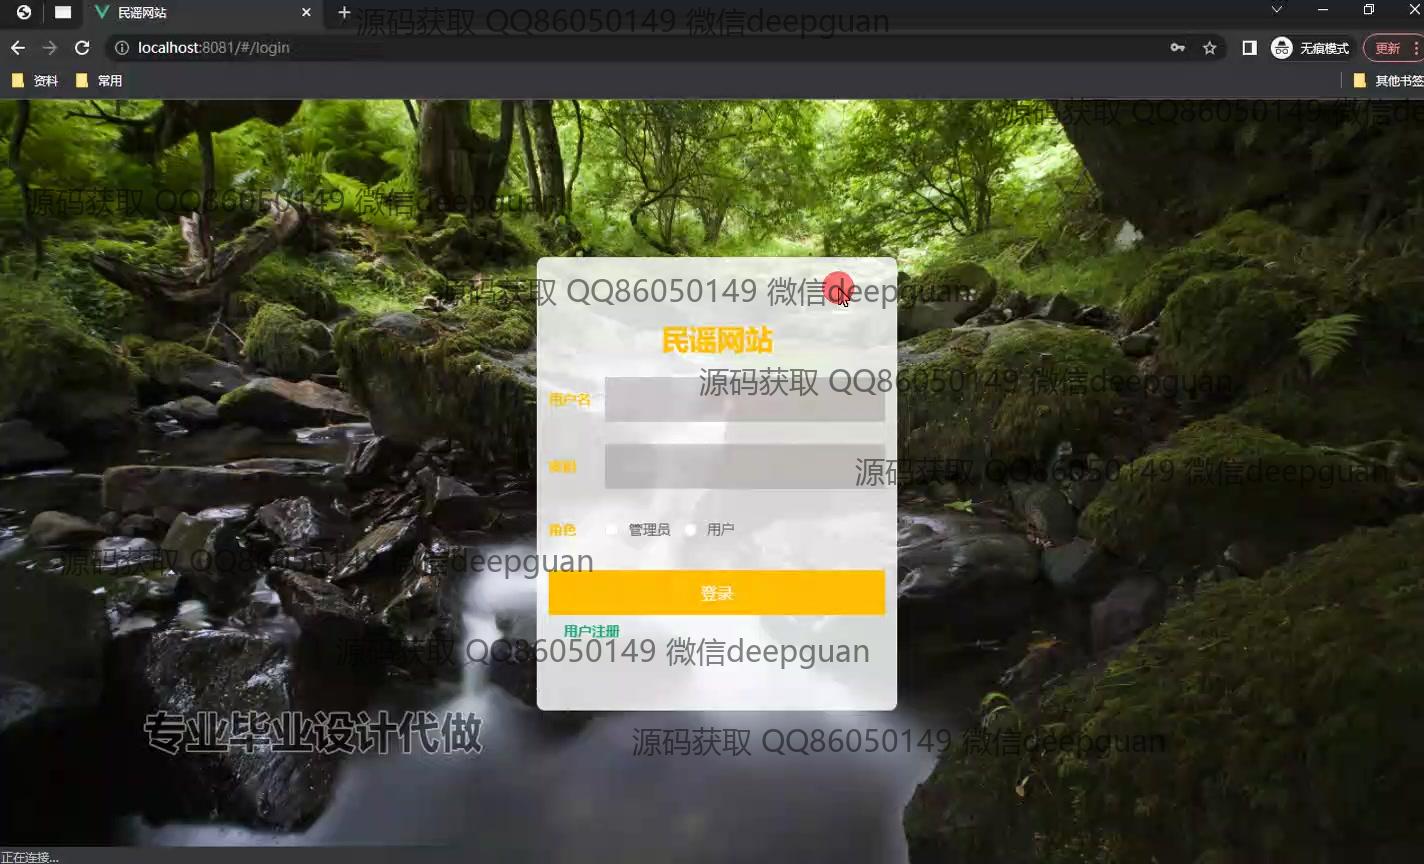 民谣网站
源码获取 QQ86050149 微信deepguan
localhost:8081/#/login
无痕模式
更新
资料
常用
其他书签
源码获取 QQ86050149 微信de
源码获取 QQ86050149 微信deepguan
源码获取 QQ86050149 微信deepguan
民谣网站
源码获取 QQ86050149 微信deepguan
用户名
源码获取 QQ86050149 微信deepguan
密码
角色
管理员
用户
源码获取 QQ86050149 微信deepguan
登录
用户注册
源码获取 QQ86050149 微信deepguan
专业毕业设计代做
源码获取 QQ86050149 微信deepguan
正在连接...